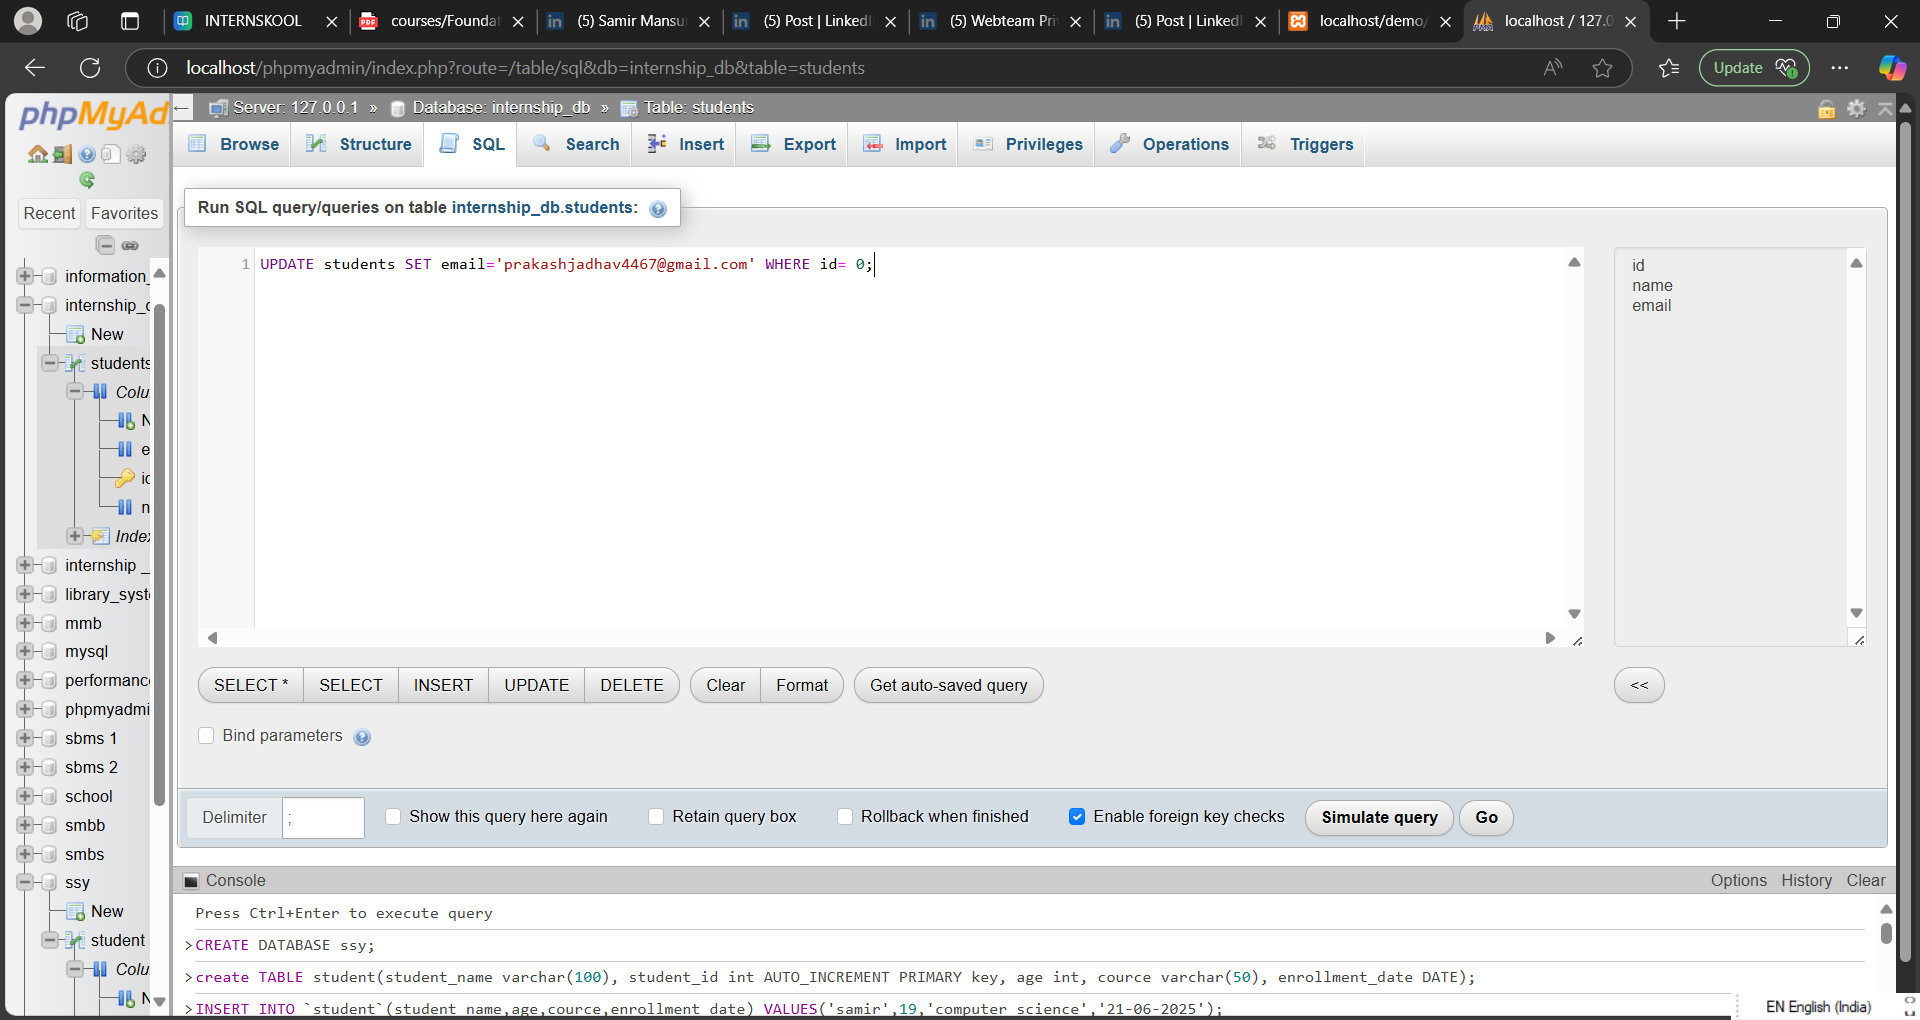 INTERNSKOOL
courses/Foundat
(5) Samir Mansu
(5) Post | LinkedI
(5) Webteam Pri
(5) Post | LinkedI
localhost/demo/
localhost / 127.0
localhost/phpmyadmin/index.php?route=/table/sql&db=internship_db&table=students
Update
phpMyAd
Server: 127.0.0.1 » Database: internship_db » Table: students
Browse Structure SQL Search Insert Export Import Privileges Operations Triggers
Recent Favorites
Run SQL query/queries on table internship_db.students:
1 UPDATE students SET email='prakashjadhav4467@gmail.com' WHERE id= 0;
id
name
email
information_
internship_d
New
students
Colu
N
e
id
n
Index
internship _
library_syst
mmb
mysql
performanc
phpmyadmi
sbms 1
sbms 2
school
smbb
smbs
ssy
New
student
Colu
N
SELECT * SELECT INSERT UPDATE DELETE Clear Format Get auto-saved query <<
Bind parameters
Delimiter ; Show this query here again Retain query box Rollback when finished Enable foreign key checks Simulate query Go
Console Options History Clear
Press Ctrl+Enter to execute query
>CREATE DATABASE ssy;
>create TABLE student(student_name varchar(100), student_id int AUTO_INCREMENT PRIMARY key, age int, cource varchar(50), enrollment_date DATE);
>INSERT INTO `student`(student_name,age,cource,enrollment_date) VALUES('samir',19,'computer science','21-06-2025');
EN English (India)